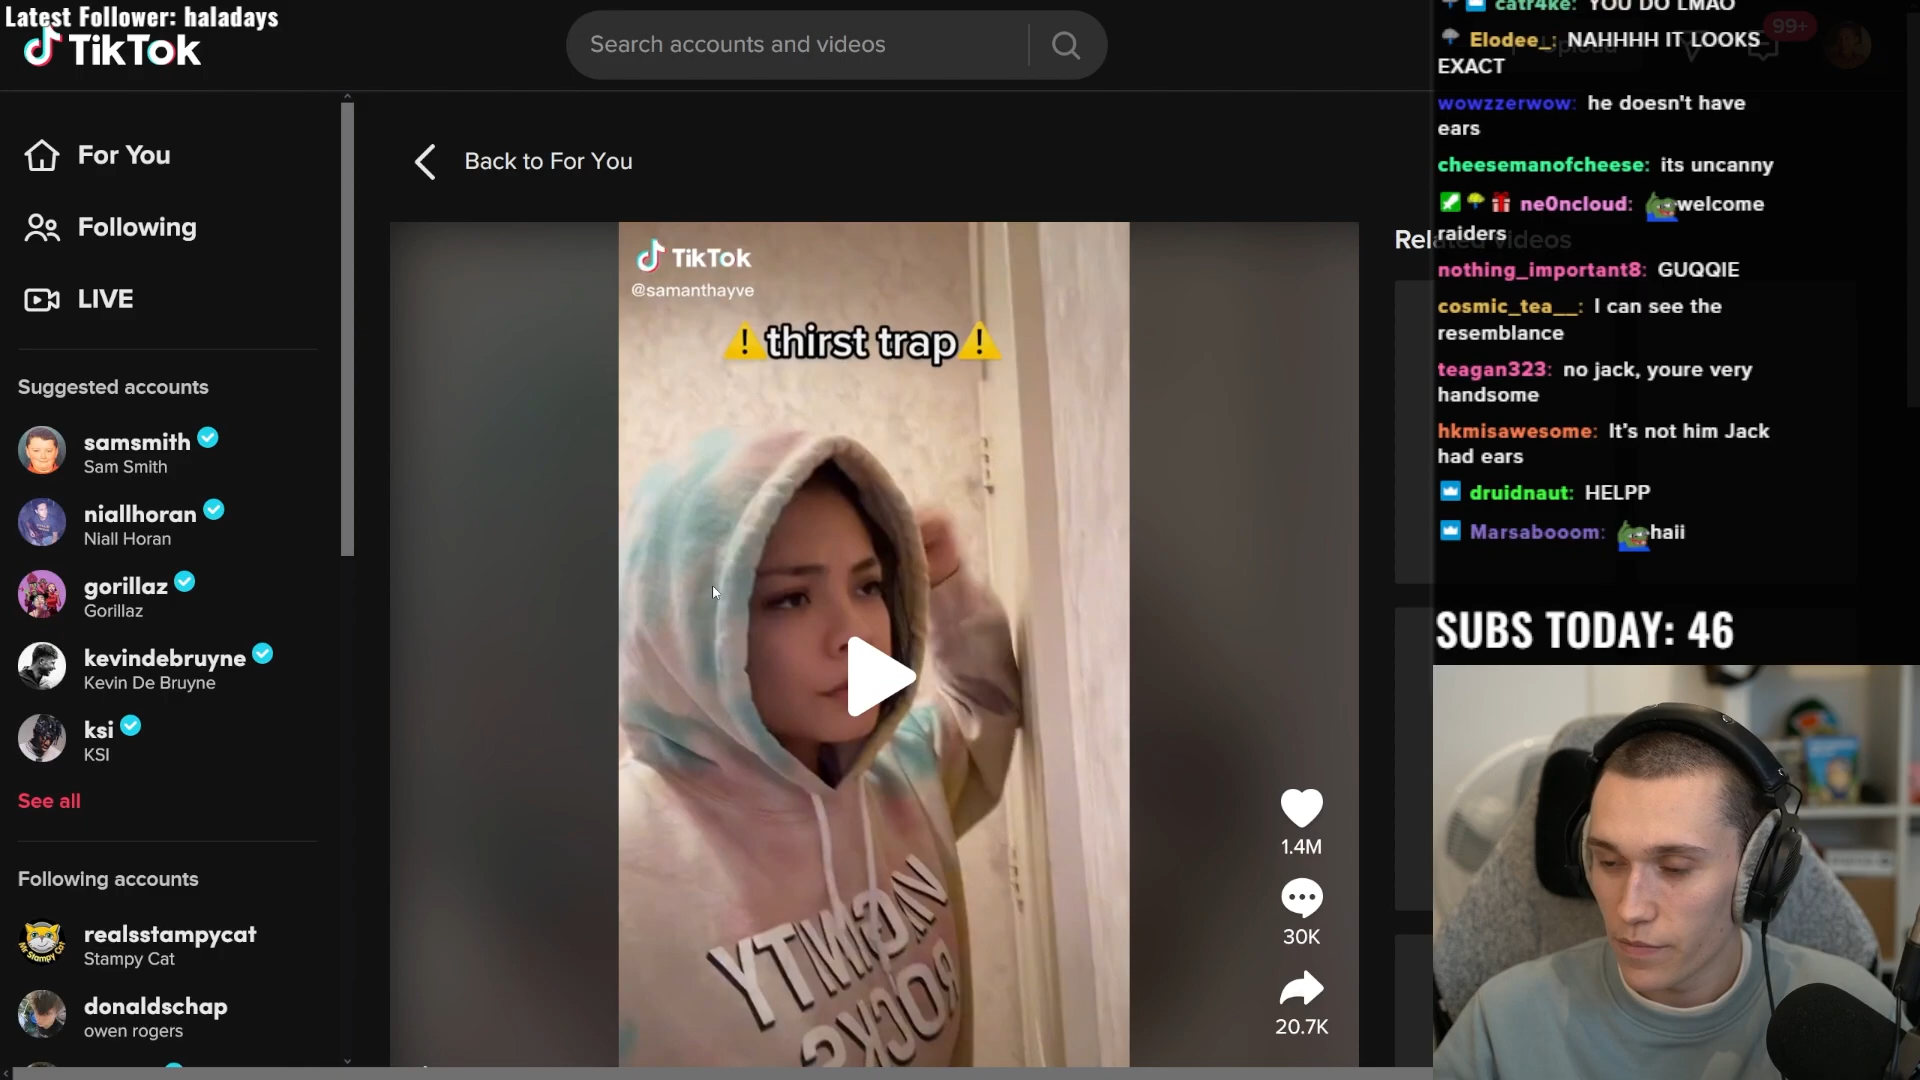 Latest Follower: haladays
TikTok
Search accounts and videos
99+
For You
Following
LIVE
Suggested accounts
samsmith
Sam Smith
niallhoran
Niall Horan
gorillaz
Gorillaz
kevindebruyne
Kevin De Bruyne
ksi
KSI
See all
Following accounts
realsstampycat
Stampy Cat
donaldschap
owen rogers
Back to For You
TikTok
@samanthayve
⚠thirst trap⚠
1.4M
30K
20.7K
Related videos
catr4ke: YOU DO LMAO
Elodee_: NAHHHH IT LOOKS
EXACT
wowzzerwow: he doesn't have
ears
cheesemanofcheese: its uncanny
ne0ncloud: welcome
raiders
nothing_important8: GUQQIE
cosmic_tea__: I can see the
resemblance
teagan323: no jack, youre very
handsome
hkmisawesome: It's not him Jack
had ears
druidnaut: HELPP
Marsabooom: haii
SUBS TODAY: 46